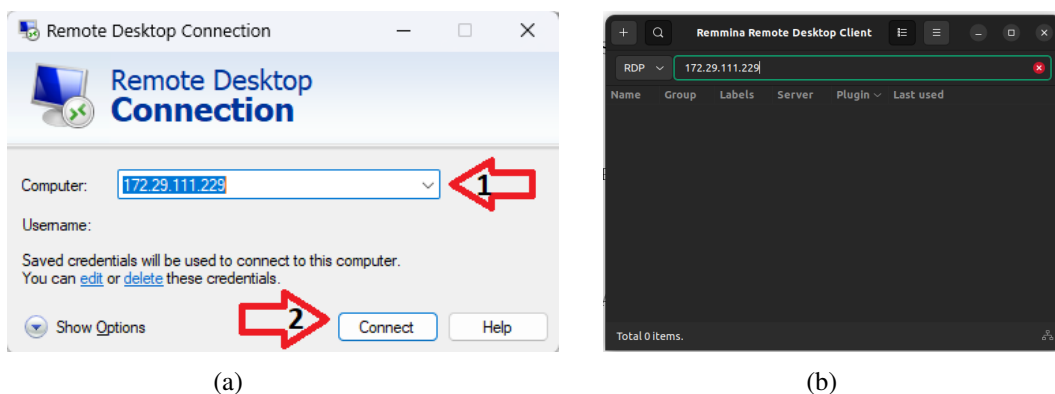 Remote Desktop Connection
Remote Desktop
Connection
Computer: 172.29.111.229
1
Username:
Saved credentials will be used to connect to this computer.
You can edit or delete these credentials.
Show Options
2
Connect
Help
(a)
Remmina Remote Desktop Client
RDP 172.29.111.229
Name Group Labels Server Plugin Last used
Total 0 items.
(b)